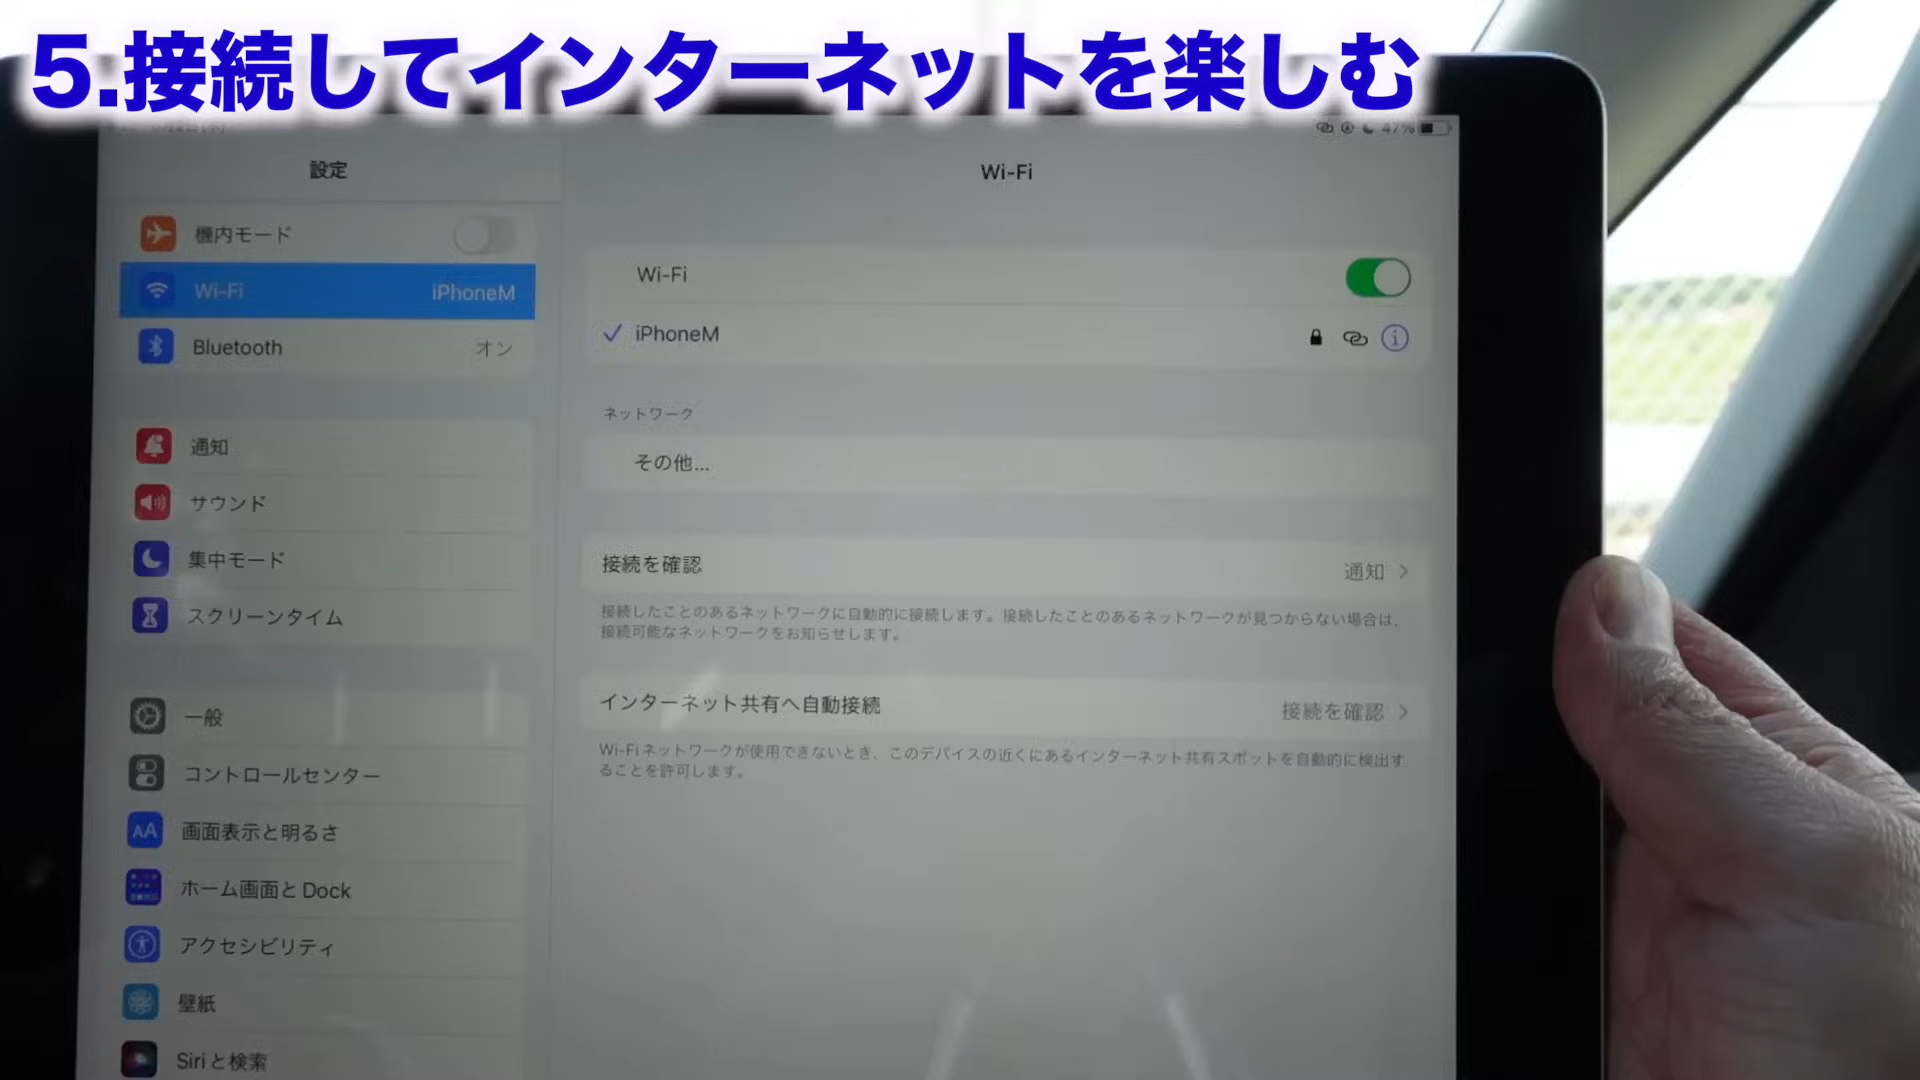 5.接続してインターネットを楽しむ
47%
設定
機内モード
Wi-Fi iPhoneM
Bluetooth オン
通知
サウンド
集中モード
スクリーンタイム
一般
コントロールセンター
画面表示と明るさ
ホーム画面とDock
アクセシビリティ
壁紙
Siriと検索
Wi-Fi
Wi-Fi
iPhoneM
ネットワーク
その他...
接続を確認 通知
接続したことのあるネットワークに自動的に接続します。接続したことのあるネットワークが見つからない場合は、
接続可能なネットワークをお知らせします。
インターネット共有へ自動接続 接続を確認
Wi-Fiネットワークが使用できないとき、このデバイスの近くにあるインターネット共有スポットを自動的に検出す
ることを許可します。